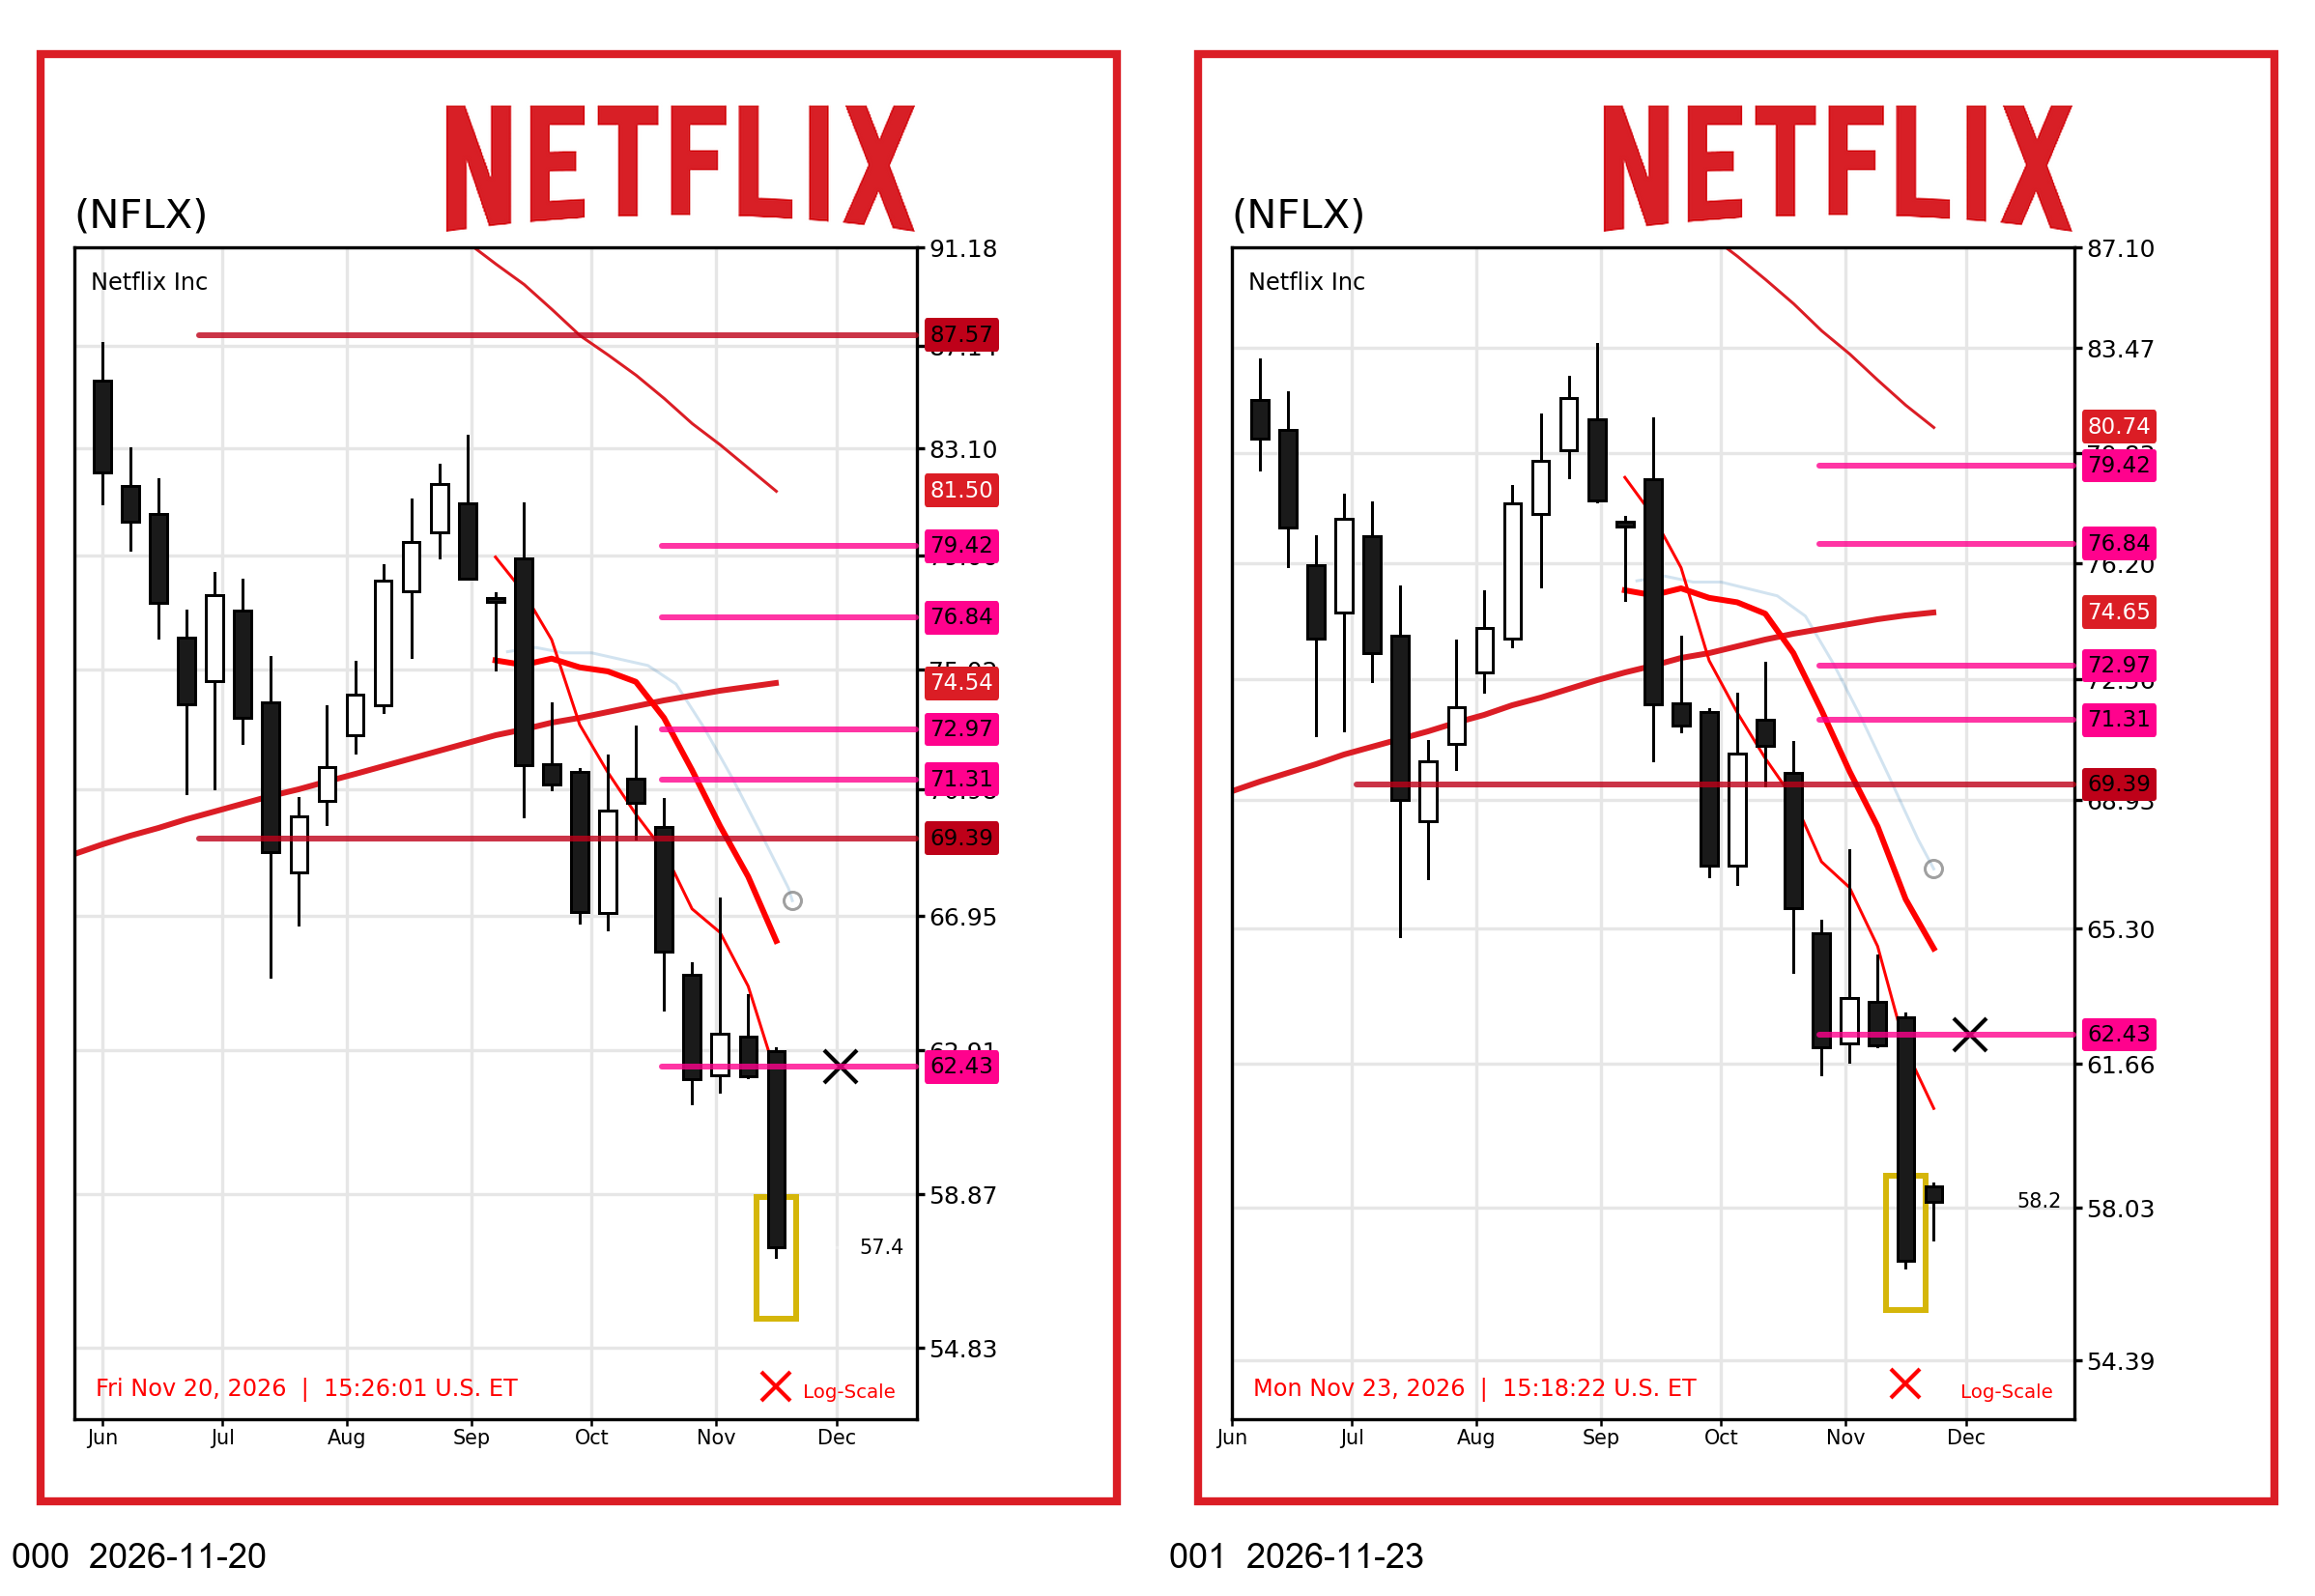 NETFLIX
(NFLX)
Netflix Inc
91.18
87.57
83.10
81.50
79.42
76.84
74.54
72.97
71.31
69.39
66.95
62.43
58.87
57.4
54.83
Fri Nov 20, 2026 | 15:26:01 U.S. ET
Log-Scale
Jun Jul Aug Sep Oct Nov Dec
000 2026-11-20
NETFLIX
(NFLX)
Netflix Inc
87.10
83.47
80.74
79.42
76.84
76.20
74.65
72.97
71.31
69.39
68.93
65.30
62.43
61.66
58.2
58.03
54.39
Mon Nov 23, 2026 | 15:18:22 U.S. ET
Log-Scale
Jun Jul Aug Sep Oct Nov Dec
001 2026-11-23